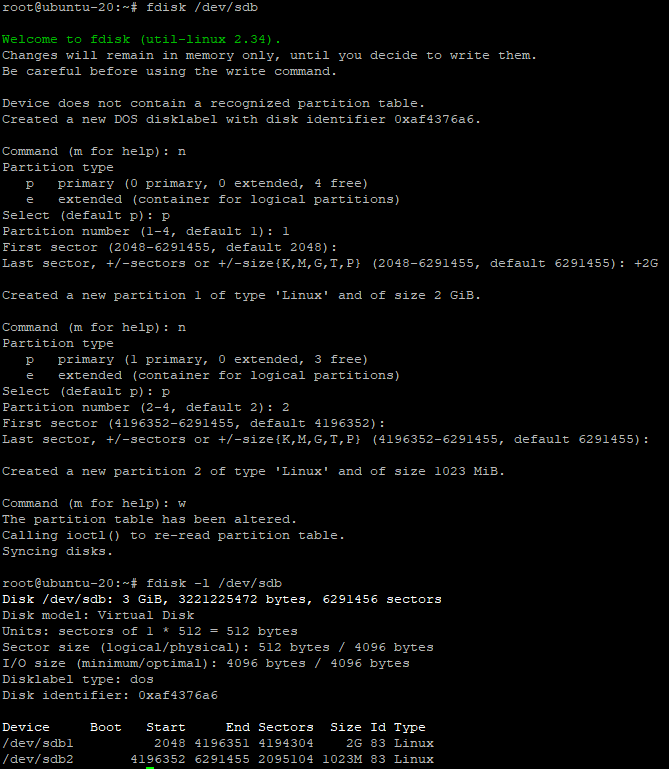 root@ubuntu-20:~# fdisk /dev/sdb
Welcome to fdisk (util-linux 2.34).
Changes will remain in memory only, until you decide to write them.
Be careful before using the write command.
Device does not contain a recognized partition table.
Created a new DOS disklabel with disk identifier 0xaf4376a6.
Command (m for help): n
Partition type
   p   primary (0 primary, 0 extended, 4 free)
   e   extended (container for logical partitions)
Select (default p): p
Partition number (1-4, default 1): 1
First sector (2048-6291455, default 2048):
Last sector, +/-sectors or +/-size{K,M,G,T,P} (2048-6291455, default 6291455): +2G
Created a new partition 1 of type 'Linux' and of size 2 GiB.
Command (m for help): n
Partition type
   p   primary (1 primary, 0 extended, 3 free)
   e   extended (container for logical partitions)
Select (default p): p
Partition number (2-4, default 2): 2
First sector (4196352-6291455, default 4196352):
Last sector, +/-sectors or +/-size{K,M,G,T,P} (4196352-6291455, default 6291455):
Created a new partition 2 of type 'Linux' and of size 1023 MiB.
Command (m for help): w
The partition table has been altered.
Calling ioctl() to re-read partition table.
Syncing disks.
root@ubuntu-20:~# fdisk -l /dev/sdb
Disk /dev/sdb: 3 GiB, 3221225472 bytes, 6291456 sectors
Disk model: Virtual Disk
Units: sectors of 1 * 512 = 512 bytes
Sector size (logical/physical): 512 bytes / 4096 bytes
I/O size (minimum/optimal): 4096 bytes / 4096 bytes
Disklabel type: dos
Disk identifier: 0xaf4376a6
Device     Boot   Start     End Sectors  Size Id Type
/dev/sdb1          2048 4196351 4194304    2G 83 Linux
/dev/sdb2       4196352 6291455 2095104 1023M 83 Linux